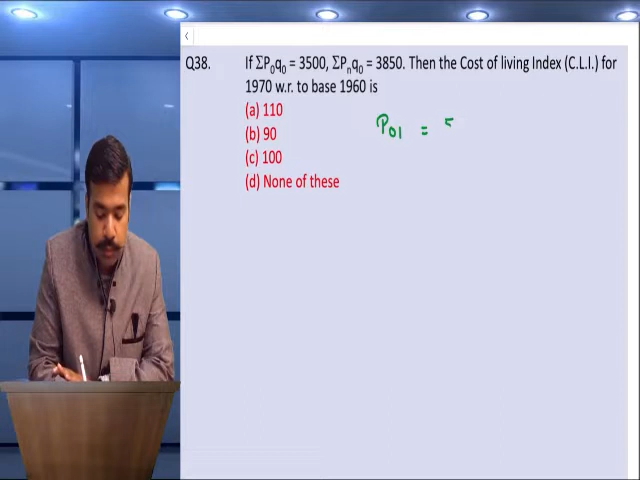 Q38. If ΣP₀q₀ = 3500, ΣPₙq₀ = 3850. Then the Cost of living Index (C.L.I.) for
1970 w.r. to base 1960 is
(a) 110
(b) 90
(c) 100
(d) None of these
P₀₁ =